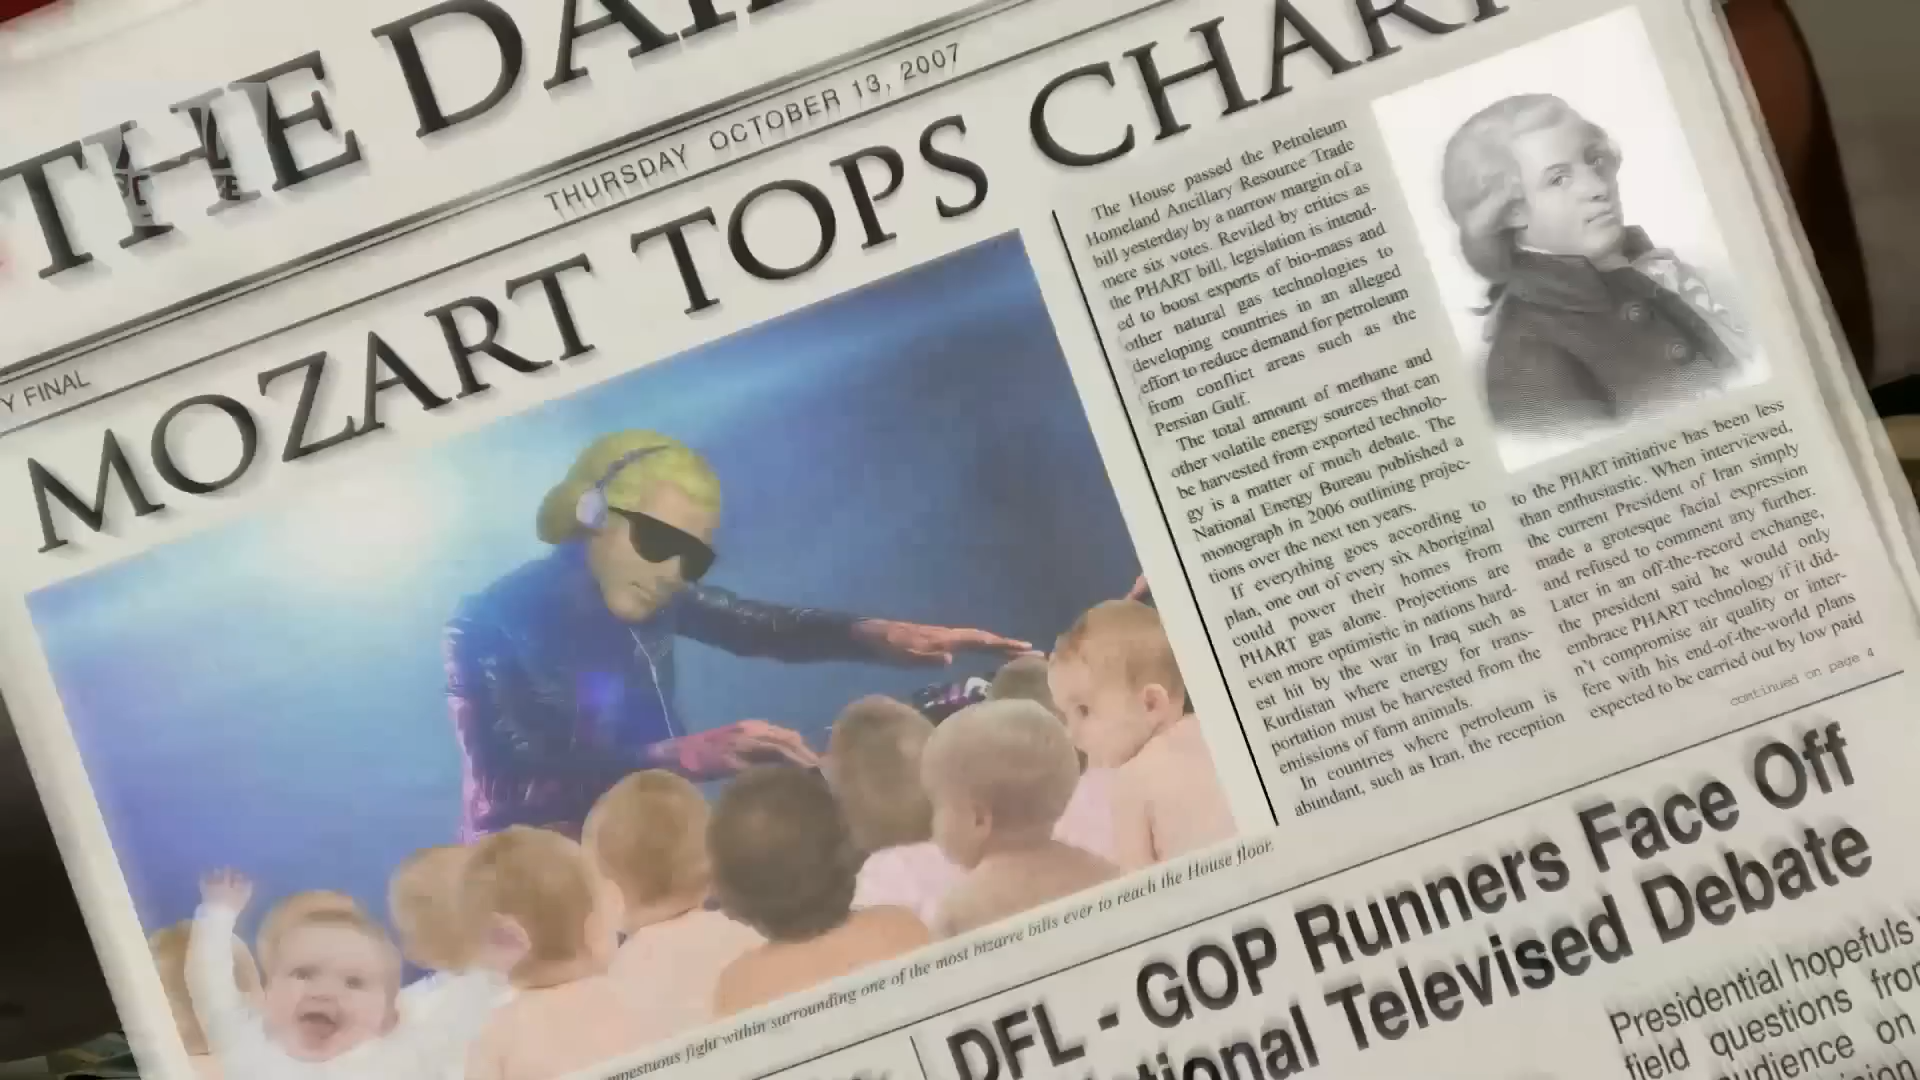 THE DAI
THURSDAY OCTOBER 13, 2007
Y FINAL
MOZART TOPS CHART
The House passed the Petroleum
Homeland Ancillary Resource Trade
bill yesterday by a narrow margin of a
mere six votes. Reviled by critics as
the PHART bill, legislation is intend-
ed to boost exports of bio-mass and
other natural gas technologies to
developing countries in an alleged
effort to reduce demand for petroleum
from conflict areas such as the
Persian Gulf.
The total amount of methane and
other volatile energy sources that can
be harvested from exported technolo-
gy is a matter of much debate. The
National Energy Bureau published a
monograph in 2006 outlining projec-
tions over the next ten years.
If everything goes according to
plan, one out of every six Aboriginal
could power their homes from
PHART gas alone. Projections are
even more optimistic in nations hard-
est hit by the war in Iraq such as
Kurdistan where energy for trans-
portation must be harvested from the
emissions of farm animals.
In countries where petroleum is
abundant, such as Iran, the reception
to the PHART initiative has been less
than enthusiastic. When interviewed,
the current President of Iran simply
made a grotesque facial expression
and refused to comment any further.
Later in an off-the-record exchange,
the president said he would only
embrace PHART technology if it did-
n't compromise air quality or inter-
fere with his end-of-the-world plans
expected to be carried out by low paid
continued on page 4
mpestuous fight within surrounding one of the most bizarre bills ever to reach the House floor.
DFL - GOP Runners Face Off
tional Televised Debate
Presidential hopefuls
field questions from
udience on